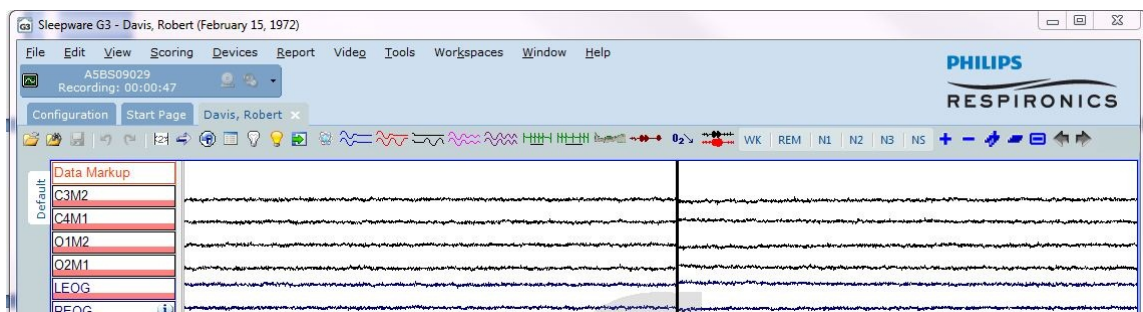 G3 Sleepware G3 - Davis, Robert (February 15, 1972)
File Edit View Scoring Devices Report Video Tools Workspaces Window Help
A5BS09029
Recording: 00:00:47
PHILIPS
RESPIRONICS
Configuration Start Page Davis, Robert
WK REM N1 N2 N3 NS
Default
Data Markup
C3M2
C4M1
O1M2
O2M1
LEOG
REOG